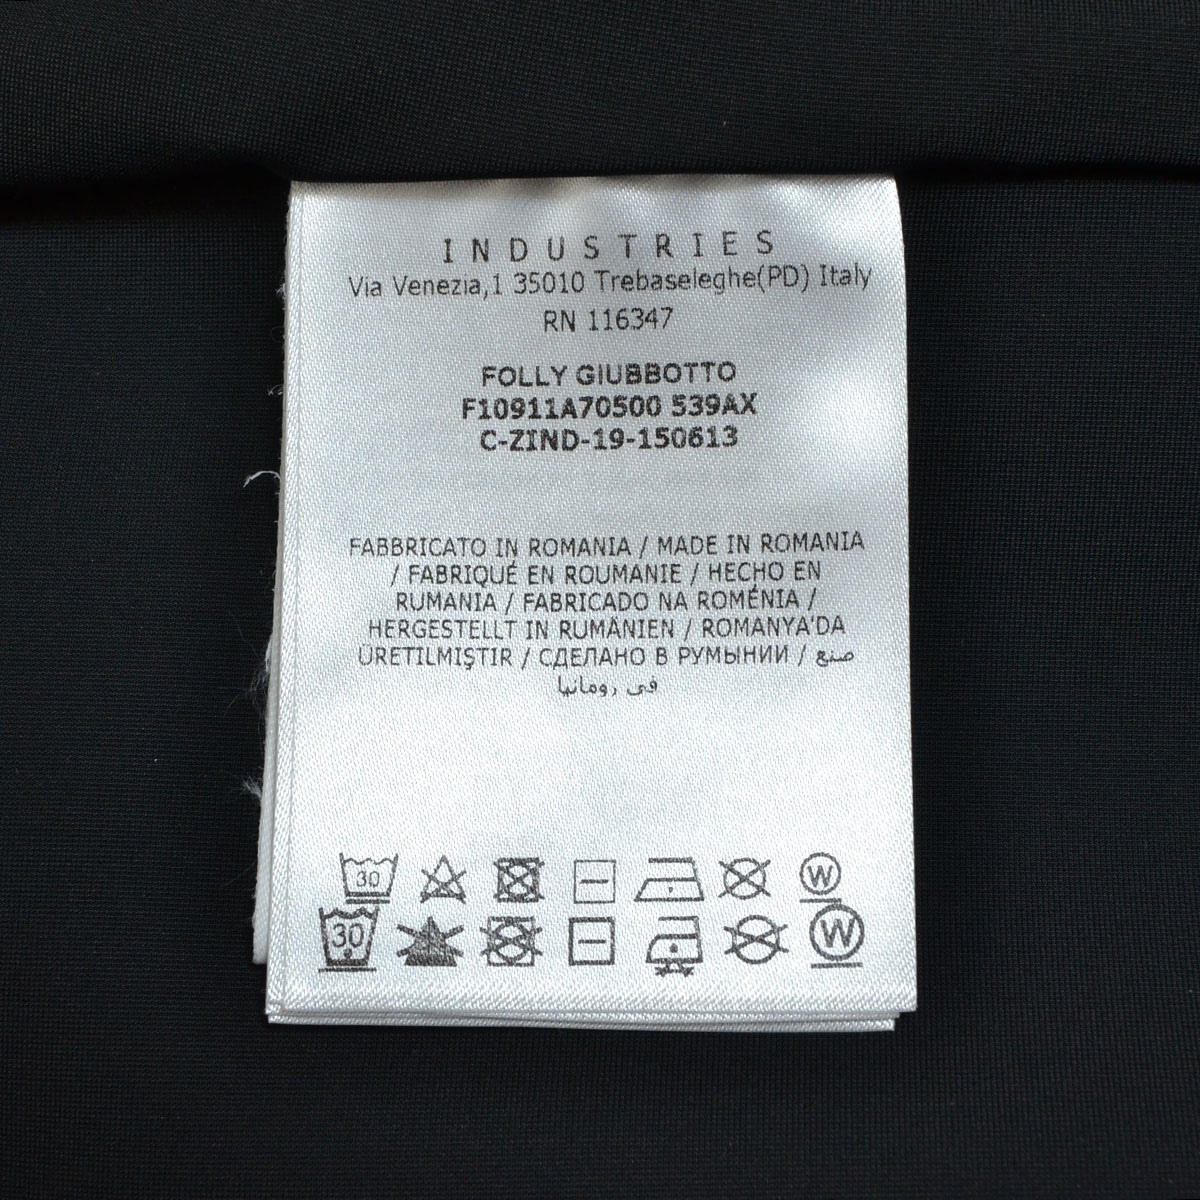 INDUSTRIES
Via Venezia,1 35010 Trebaseleghe(PD) Italy
RN 116347
FOLLY GIUBBOTTO
F10911A70500 539AX
C-ZIND-19-150613
FABBRICATO IN ROMANIA / MADE IN ROMANIA
/ FABRIQUÉ EN ROUMANIE / HECHO EN
RUMANIA / FABRICADO NA ROMÉNIA /
HERGESTELLT IN RUMÄNIEN / ROMANYA'DA
ÜRETILMIŞTIR / СДЕЛАНО В РУМЫНИИ / صنع
في رومانيا
30 W
30 W